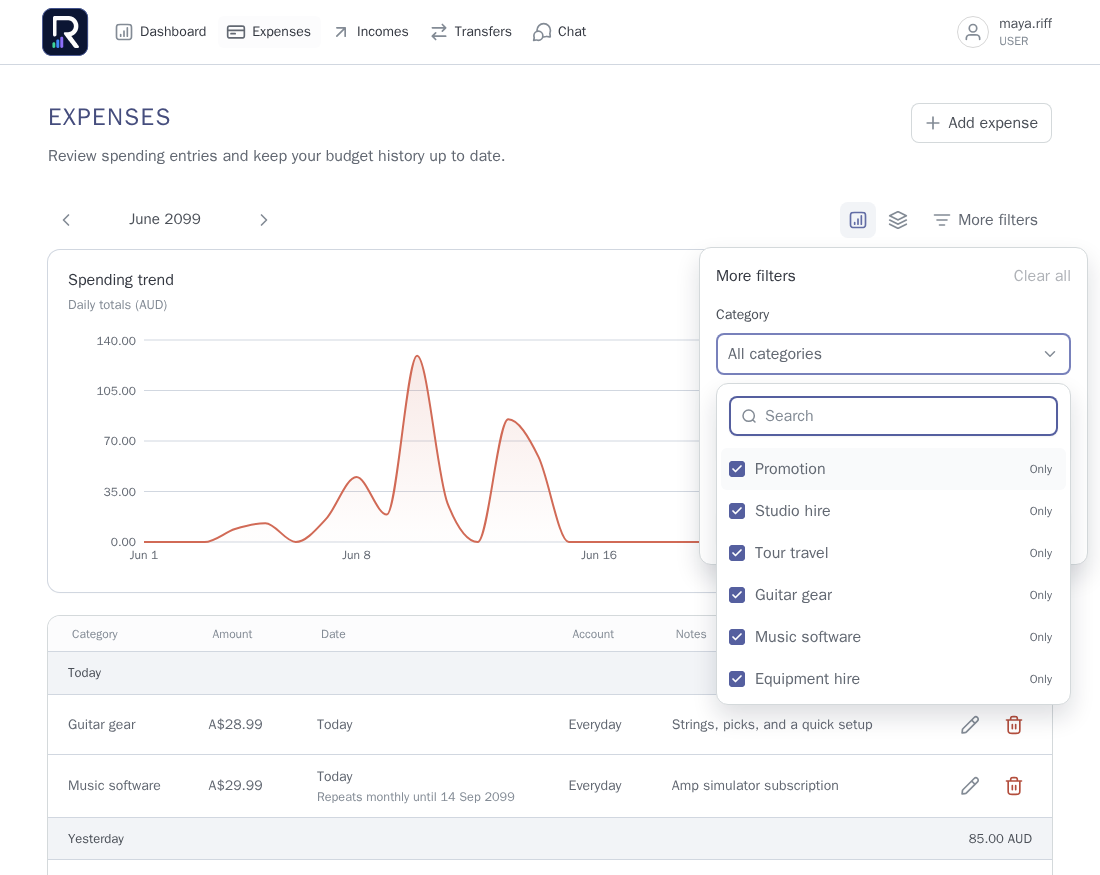 R
Dashboard
Expenses
Incomes
Transfers
Chat
maya.riff
USER
EXPENSES
Review spending entries and keep your budget history up to date.
Add expense
June 2099
More filters
Spending trend
Daily totals (AUD)
140.00
105.00
70.00
35.00
0.00
Jun 1
Jun 8
Jun 16
More filters
Clear all
Category
All categories
Search
Promotion Only
Studio hire Only
Tour travel Only
Guitar gear Only
Music software Only
Equipment hire Only
Category Amount Date Account Notes
Today
Guitar gear A$28.99 Today Everyday Strings, picks, and a quick setup
Music software A$29.99 Today Everyday Amp simulator subscription
Repeats monthly until 14 Sep 2099
Yesterday 85.00 AUD